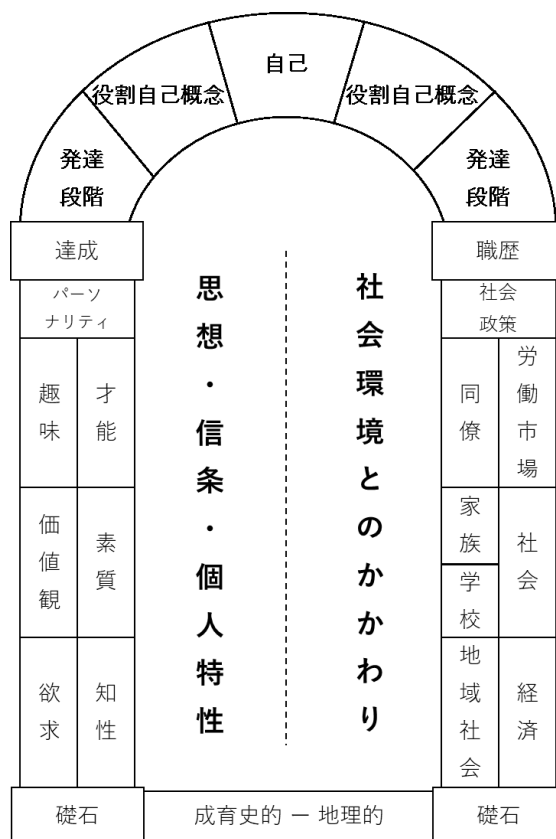 自己
役割自己概念
役割自己概念
発達
段階
発達
段階
達成
職歴
パーソ
ナリティ
社会
政策
思想・信条・個人特性
社会環境とのかかわり
趣味
才能
同僚
労働市場
価値観
素質
家族
学校
社会
欲求
知性
地域社会
経済
礎石
成育史的 － 地理的
礎石